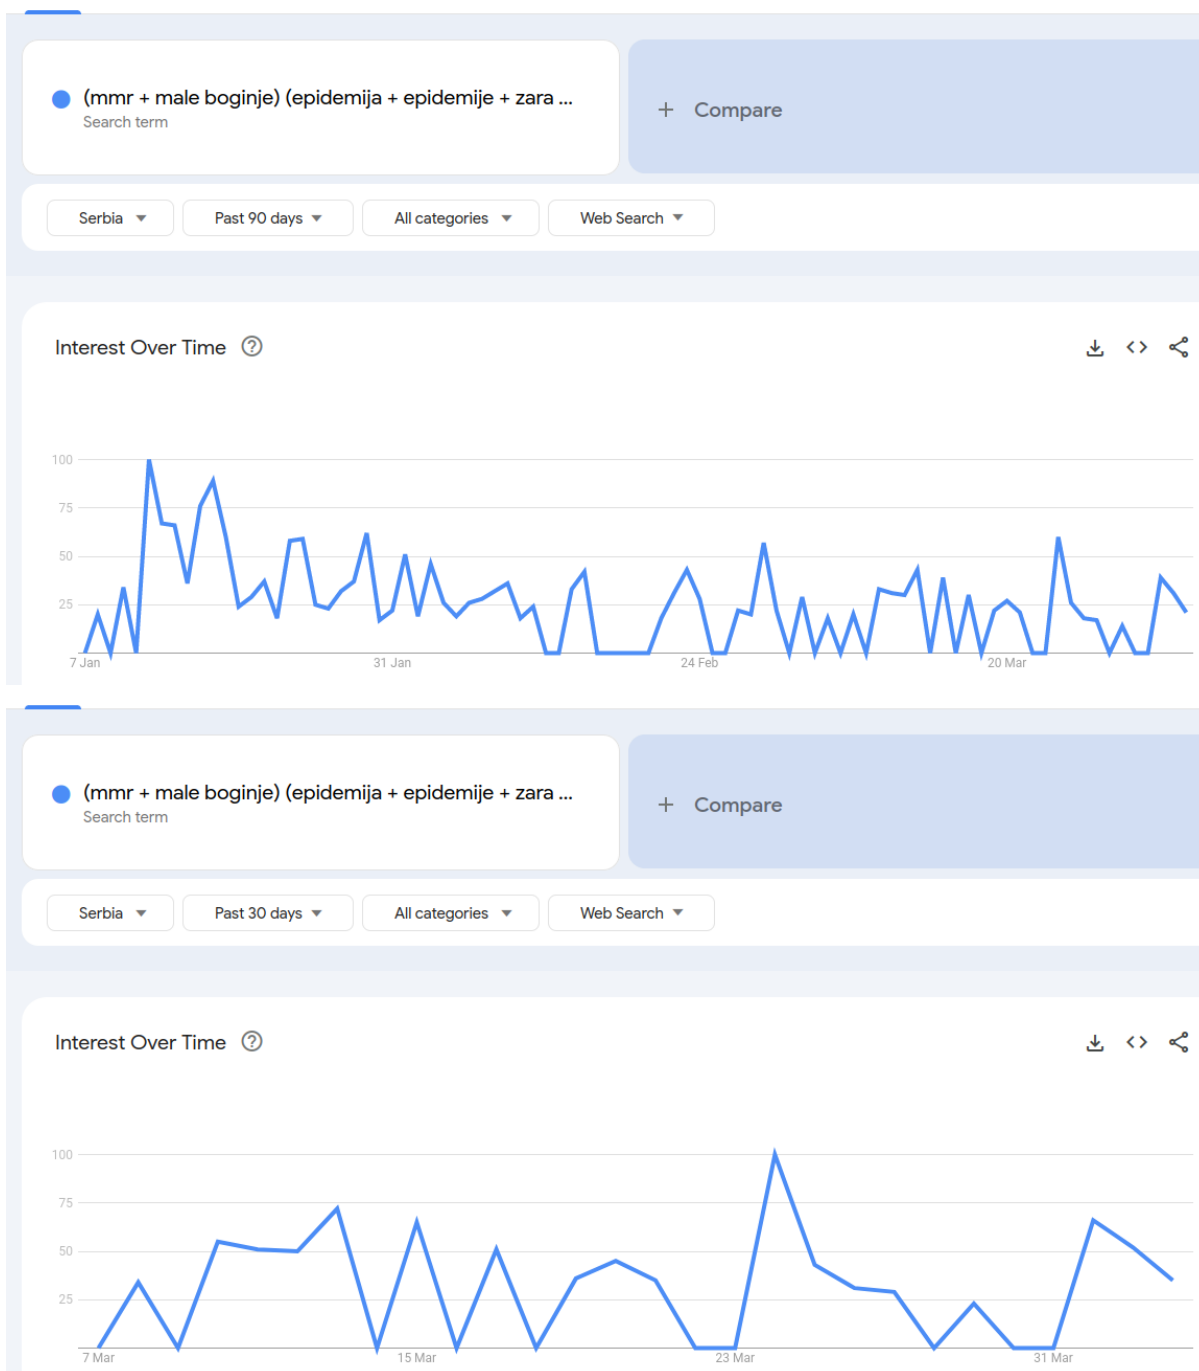 (mmr + male boginje) (epidemija + epidemije + zara ...
Search term
+ Compare
Serbia
Past 90 days
All categories
Web Search
Interest Over Time
100
75
50
25
7 Jan
31 Jan
24 Feb
20 Mar
(mmr + male boginje) (epidemija + epidemije + zara ...
Search term
+ Compare
Serbia
Past 30 days
All categories
Web Search
Interest Over Time
100
75
50
25
7 Mar
15 Mar
23 Mar
31 Mar